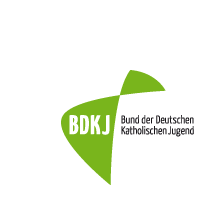 BDKJ
Bund der Deutschen
Katholischen Jugend